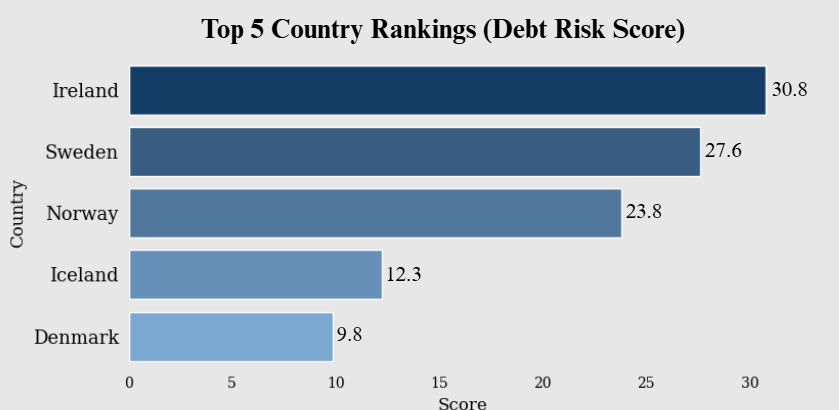 Top 5 Country Rankings (Debt Risk Score)
Country
Ireland 30.8
Sweden 27.6
Norway 23.8
Iceland 12.3
Denmark 9.8
0 5 10 15 20 25 30
Score